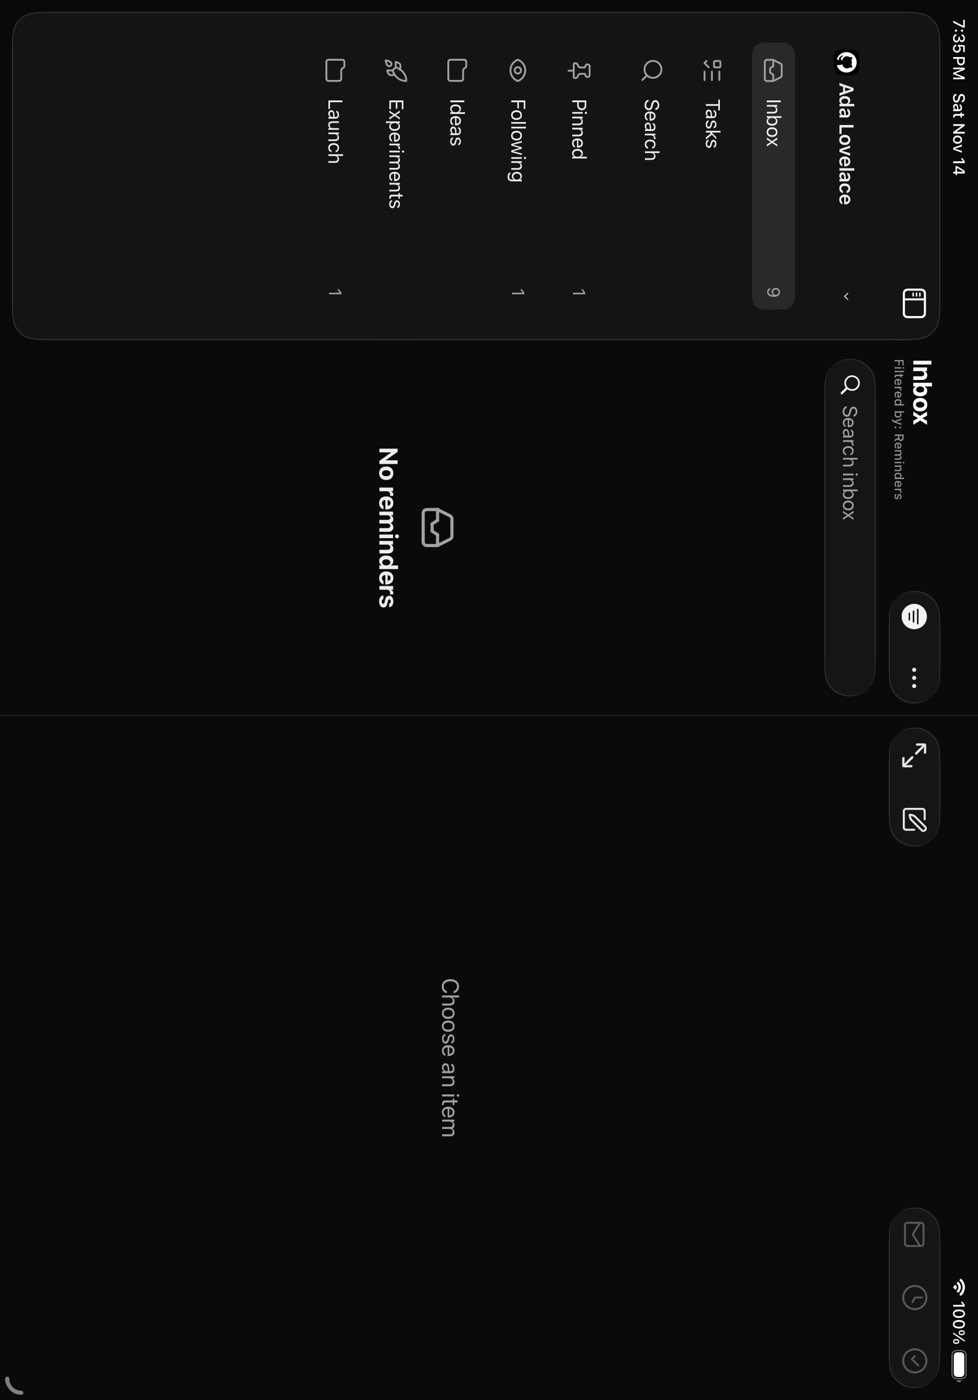 7:35 PM Sat Nov 14
100%
Ada Lovelace
Inbox 9
Tasks
Search
Pinned 1
Following 1
Ideas
Experiments
Launch 1
Inbox
Filtered by: Reminders
Search inbox
No reminders
Choose an item